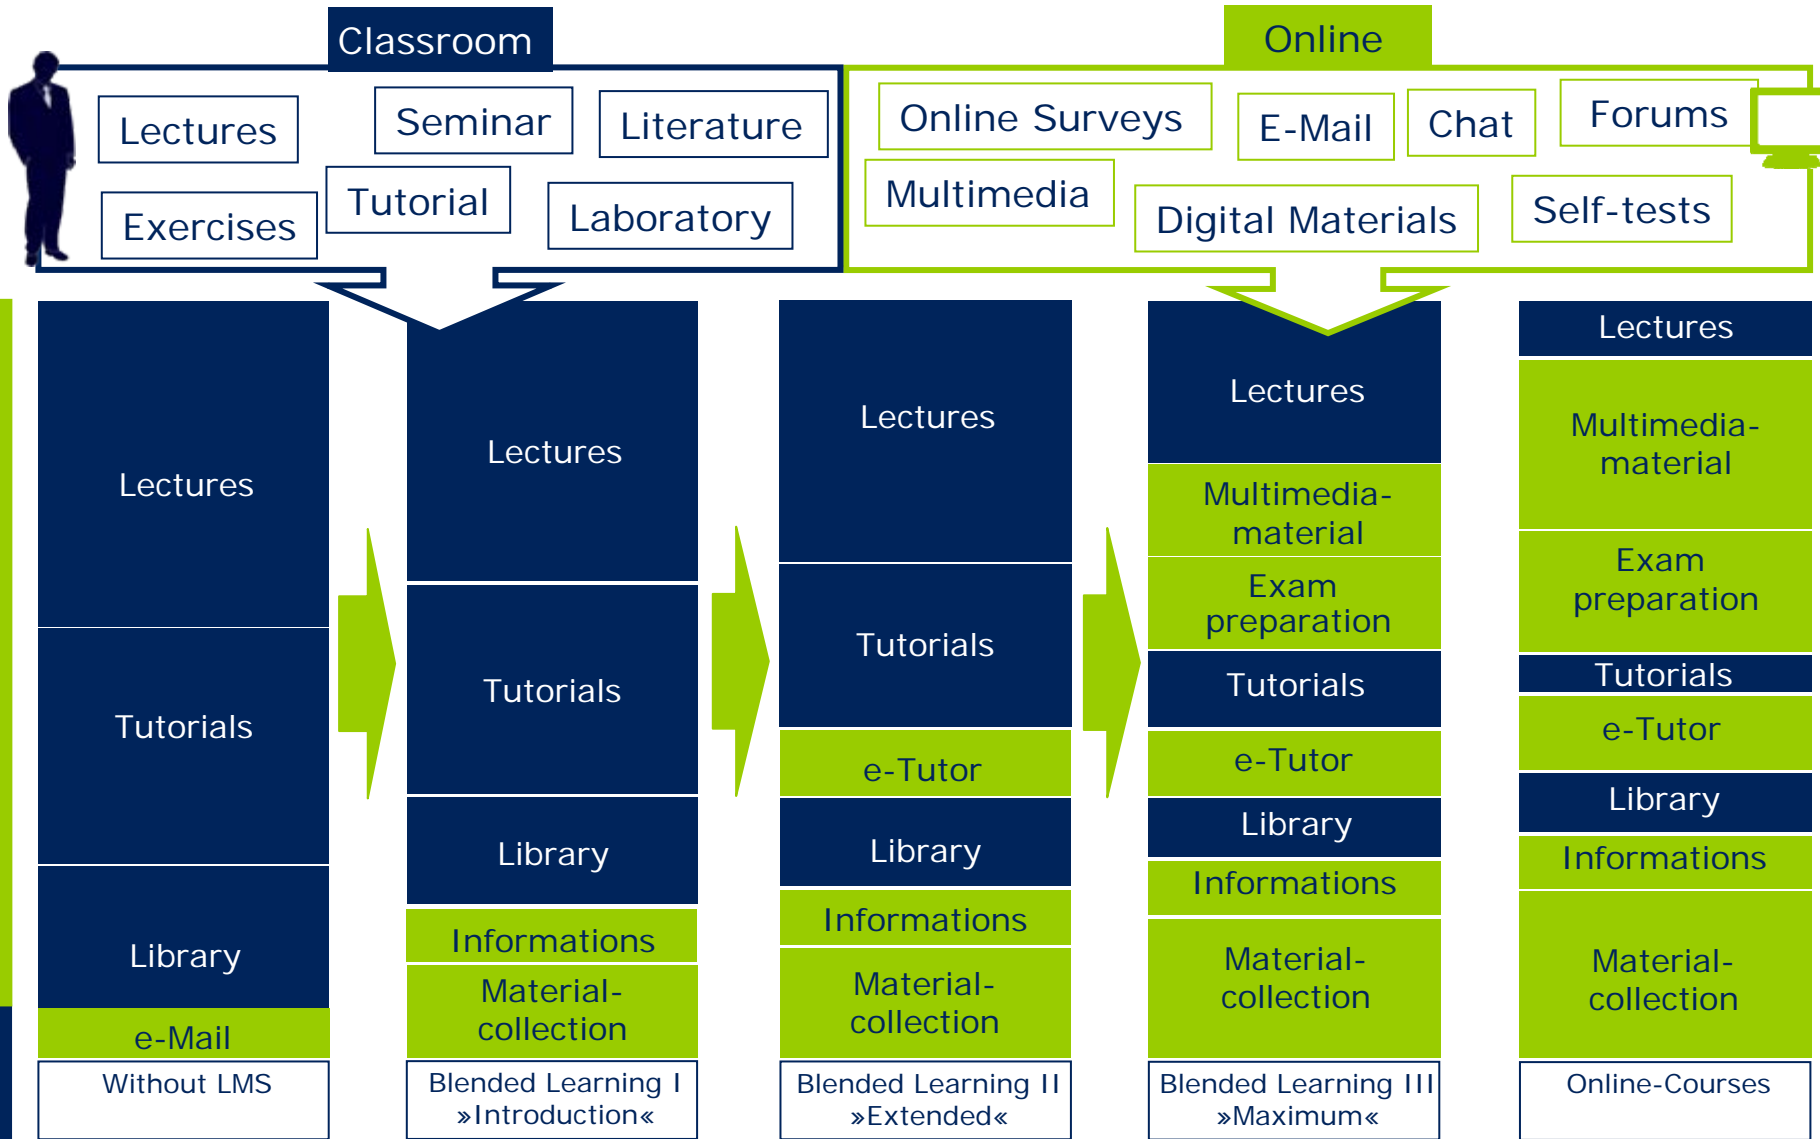 Classroom
Online
Lectures
Seminar
Literature
Exercises
Tutorial
Laboratory
Online Surveys
E-Mail
Chat
Forums
Multimedia
Digital Materials
Self-tests
Lectures
Tutorials
Library
e-Mail
Without LMS
Lectures
Tutorials
Library
Informations
Material-
collection
Blended Learning I
»Introduction«
Lectures
Tutorials
e-Tutor
Library
Informations
Material-
collection
Blended Learning II
»Extended«
Lectures
Multimedia-
material
Exam
preparation
Tutorials
e-Tutor
Library
Informations
Material-
collection
Blended Learning III
»Maximum«
Lectures
Multimedia-
material
Exam
preparation
Tutorials
e-Tutor
Library
Informations
Material-
collection
Online-Courses